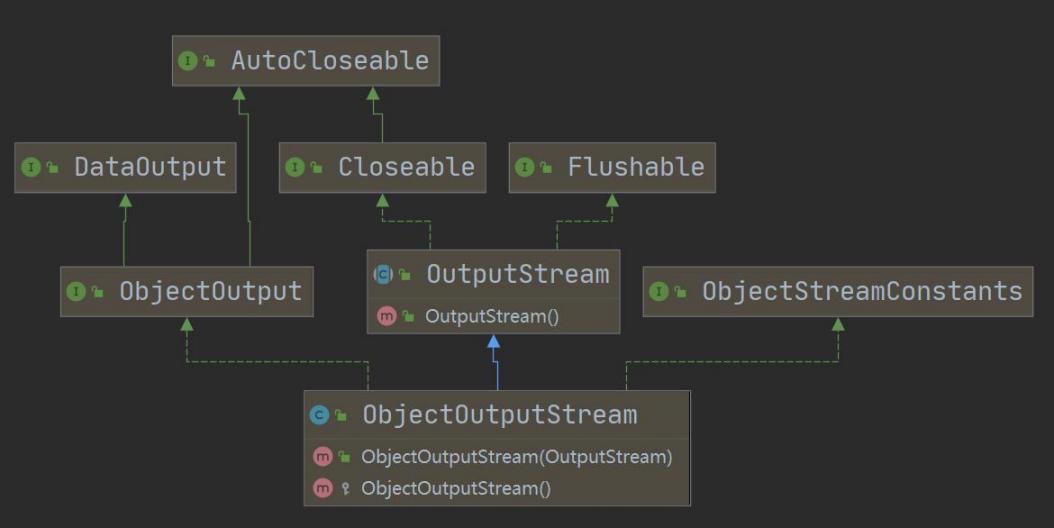 AutoCloseable
DataOutput
Closeable
Flushable
ObjectOutput
OutputStream
OutputStream()
ObjectStreamConstants
ObjectOutputStream
ObjectOutputStream(OutputStream)
ObjectOutputStream()